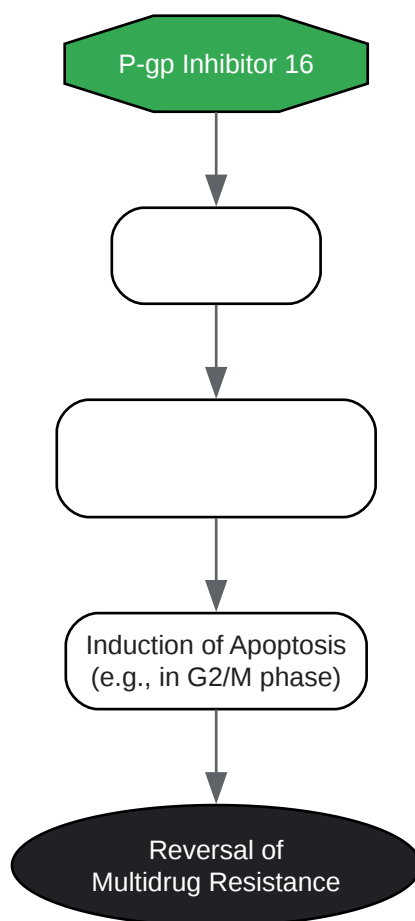 P-gp Inhibitor 16
Induction of Apoptosis
(e.g., in G2/M phase)
Reversal of
Multidrug Resistance